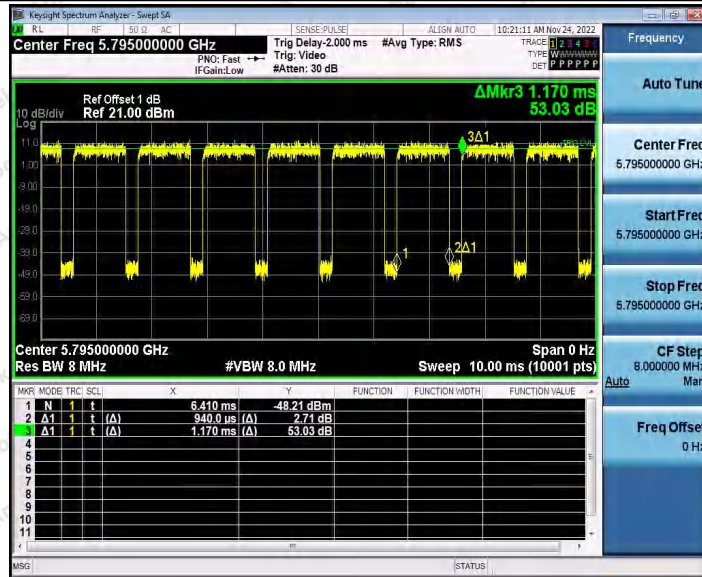 Keysight Spectrum Analyzer - Swept SA
RL RF 50 Ω AC SENSE:PULSE ALIGN AUTO 10:21:11 AM Nov 24, 2022
Center Freq 5.795000000 GHz
PNO: Fast
IFGain:Low
Trig Delay-2.000 ms
Trig: Video
#Atten: 30 dB
#Avg Type: RMS
TRACE 1 2 3 4 5 6
TYPE W
DET P P P P P P
Ref Offset 1 dB
10 dB/div Ref 21.00 dBm
Log
ΔMkr3 1.170 ms
53.03 dB
11.0
1.00
-9.00
-19.0
-29.0
-39.0
-49.0
-59.0
-69.0
3Δ1
1
2Δ1
Center 5.795000000 GHz Span 0 Hz
Res BW 8 MHz #VBW 8.0 MHz Sweep 10.00 ms (10001 pts)
MKR MODE TRC SCL X Y FUNCTION FUNCTION WIDTH FUNCTION VALUE
1 N 1 t 6.410 ms -48.21 dBm
2 Δ1 1 t (Δ) 940.0 µs (Δ) 2.71 dB
3 Δ1 1 t (Δ) 1.170 ms (Δ) 53.03 dB
4
5
6
7
8
9
10
11
MSG STATUS
Frequency
Auto Tune
Center Freq
5.795000000 GHz
Start Freq
5.795000000 GHz
Stop Freq
5.795000000 GHz
CF Step
8.000000 MHz
Auto Man
Freq Offset
0 Hz